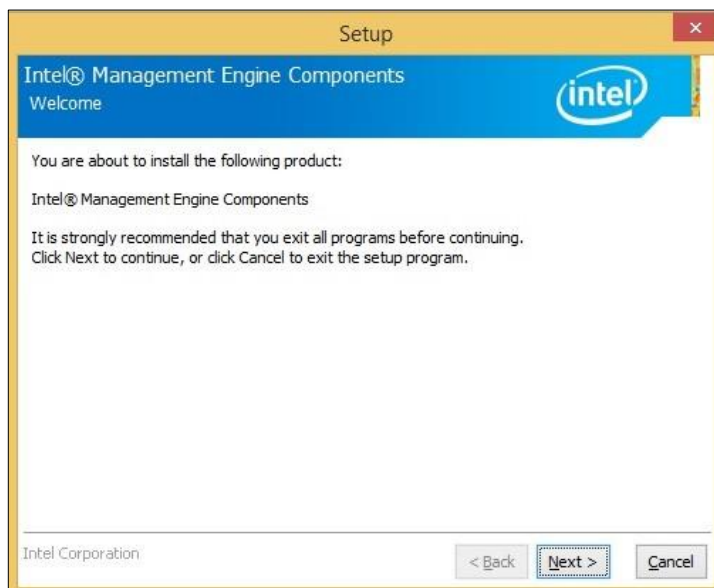 Setup
Intel® Management Engine Components
Welcome
intel
You are about to install the following product:
Intel® Management Engine Components
It is strongly recommended that you exit all programs before continuing.
Click Next to continue, or click Cancel to exit the setup program.
Intel Corporation
< Back
Next >
Cancel